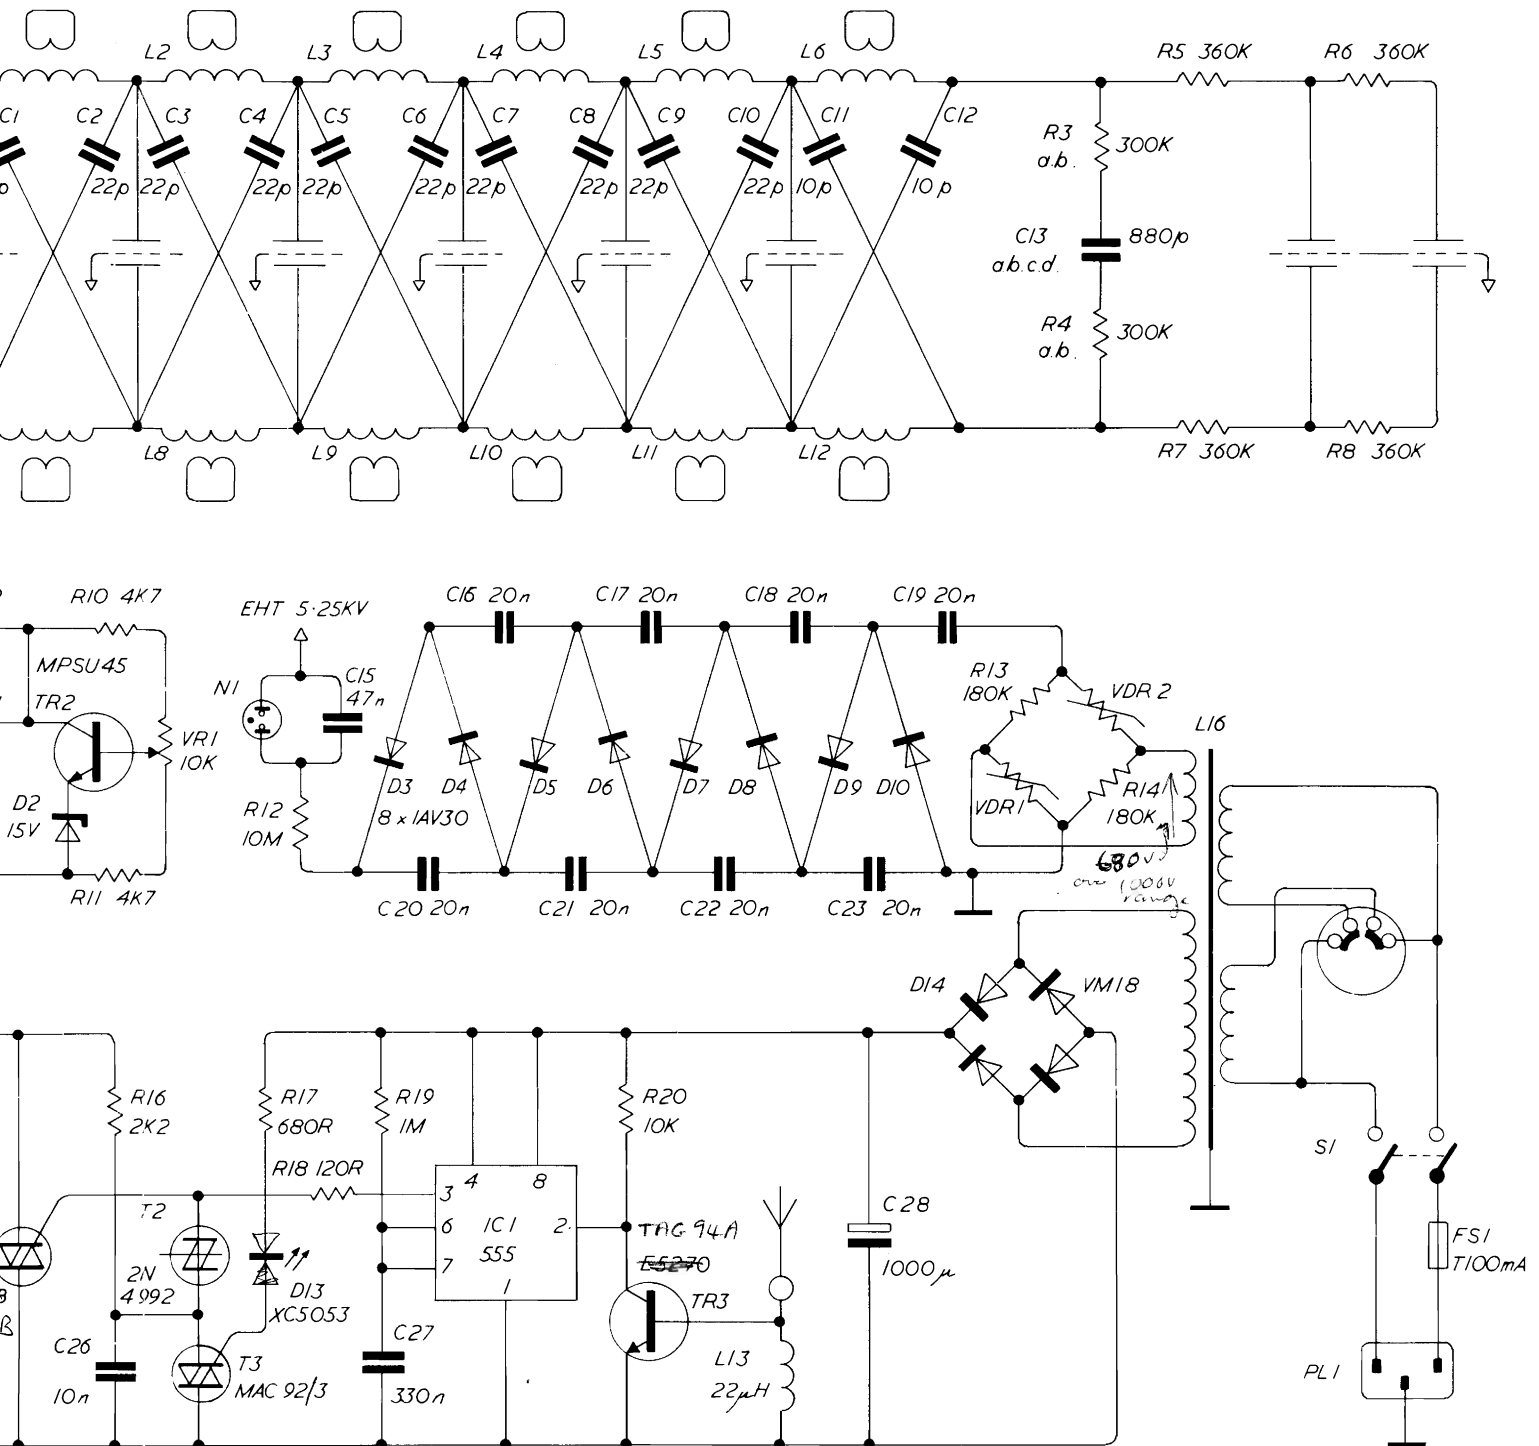 L2 L3 L4 L5 L6 R5 360K R6 360K
C1 C2 C3 C4 C5 C6 C7 C8 C9 C10 C11 C12
R3 a.b. 300K
p 22p 22p 22p 22p 22p 22p 22p 22p 22p 10p 10p
C13 a.b.c.d. 880p
R4 a.b. 300K
L8 L9 L10 L11 L12 R7 360K R8 360K
R10 4K7
EHT 5·25KV
C16 20n C17 20n C18 20n C19 20n
MPSU45
TR2
N1
C15 47n
R13 180K
VDR 2
L16
VR1 10K
D2 15V
R12 10M
D3 D4 D5 D6 D7 D8 D9 D10
8 x 1AV30
VDR1
R14 180K
680V
over 1000V range
R11 4K7
C20 20n C21 20n C22 20n C23 20n
D14 VM18
R16 2K2
R17 680R
R19 1M
R20 10K
R18 120R
4 8
3
6 IC1 2
7 555
1
T2
2N 4992
D13 XC5053
TAG 94A
E5270
TR3
C28 1000µ
S1
FS1 T100mA
B
C26 10n
T3 MAC 92/3
C27 330n
L13 22µH
PL1